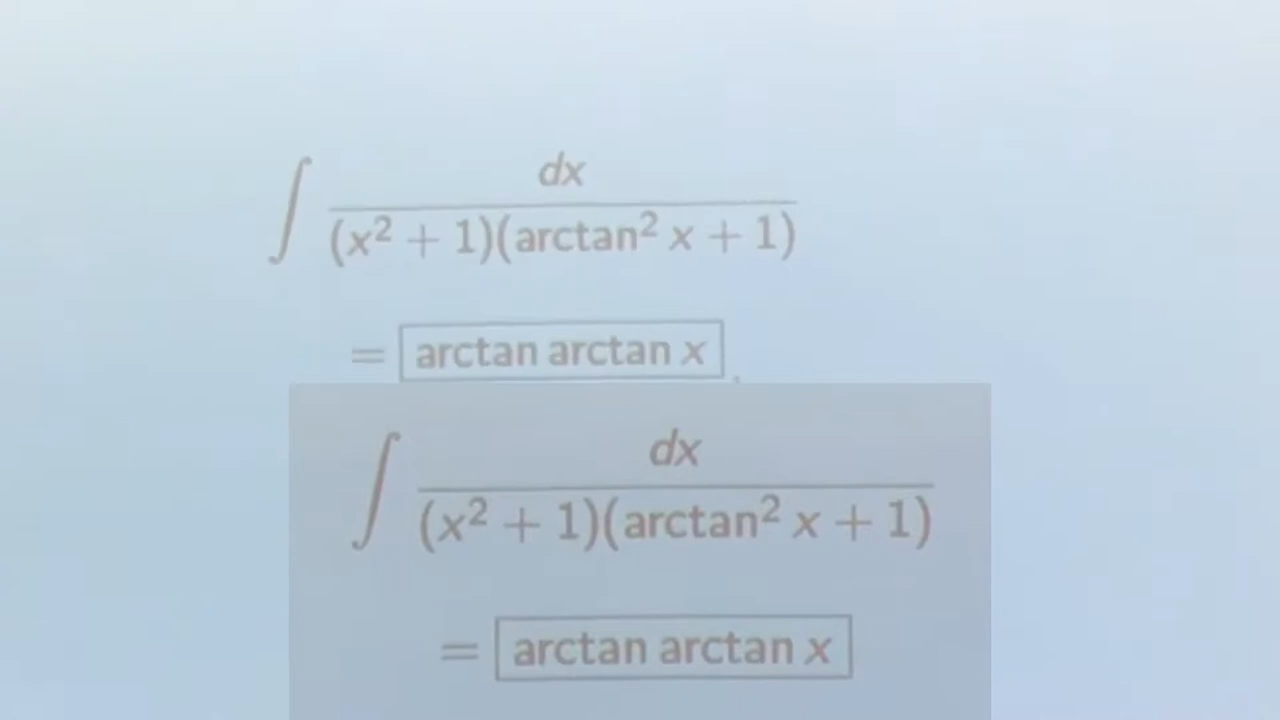 ∫ dx
(x² + 1)(arctan² x + 1)
= arctan arctan x.
∫ dx
(x² + 1)(arctan² x + 1)
= arctan arctan x